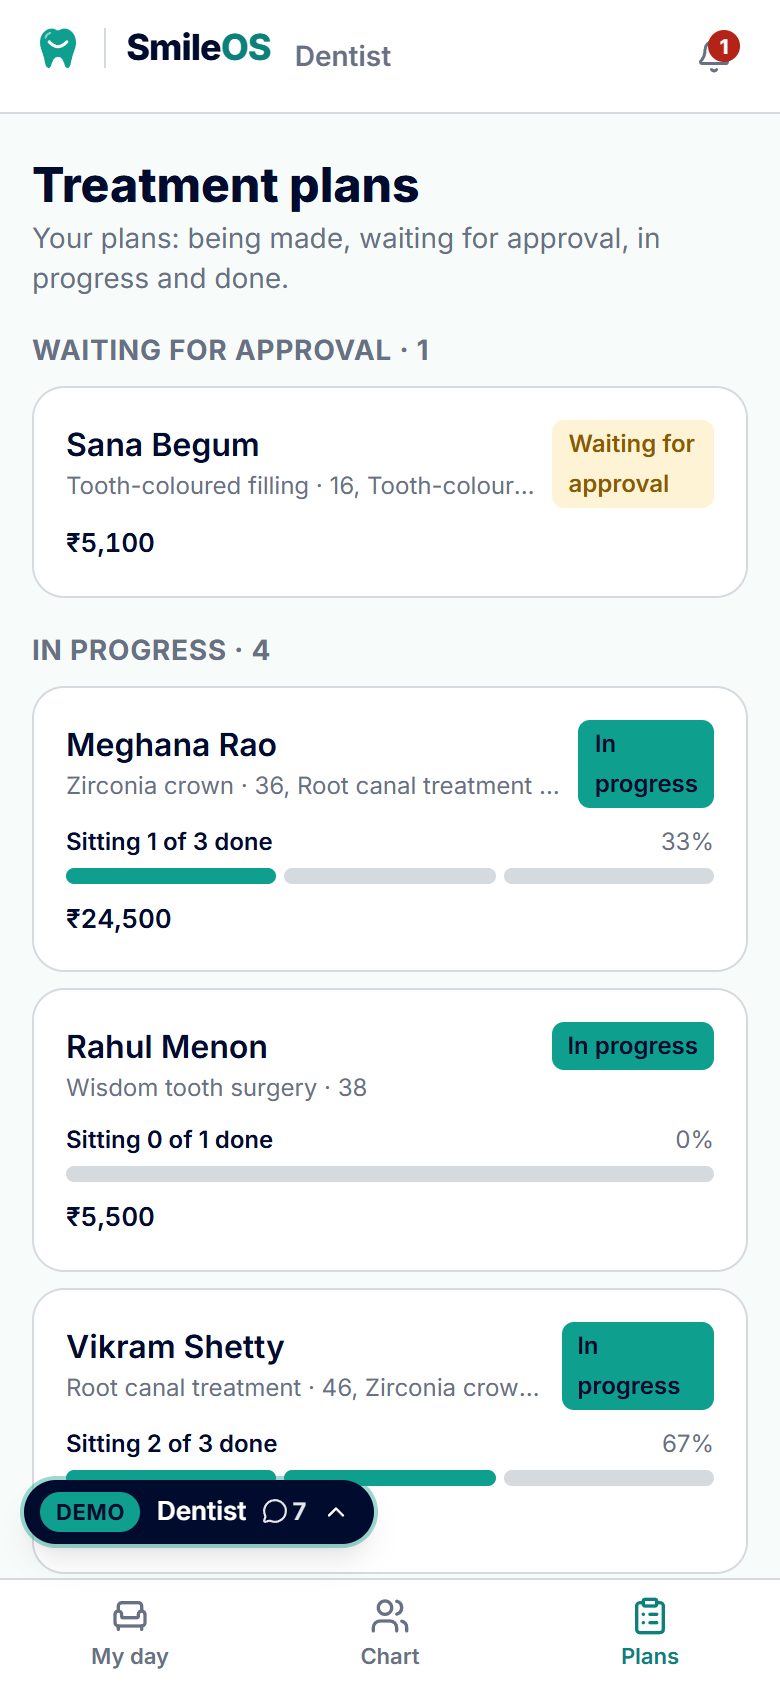 SmileOS Dentist 1
Treatment plans
Your plans: being made, waiting for approval, in
progress and done.
WAITING FOR APPROVAL · 1
Sana Begum
Waiting for
approval
Tooth-coloured filling · 16, Tooth-colour...
₹5,100
IN PROGRESS · 4
Meghana Rao
In
progress
Zirconia crown · 36, Root canal treatment ...
Sitting 1 of 3 done 33%
₹24,500
Rahul Menon In progress
Wisdom tooth surgery · 38
Sitting 0 of 1 done 0%
₹5,500
Vikram Shetty
In
progress
Root canal treatment · 46, Zirconia crow...
Sitting 2 of 3 done 67%
DEMO Dentist 7
My day Chart Plans